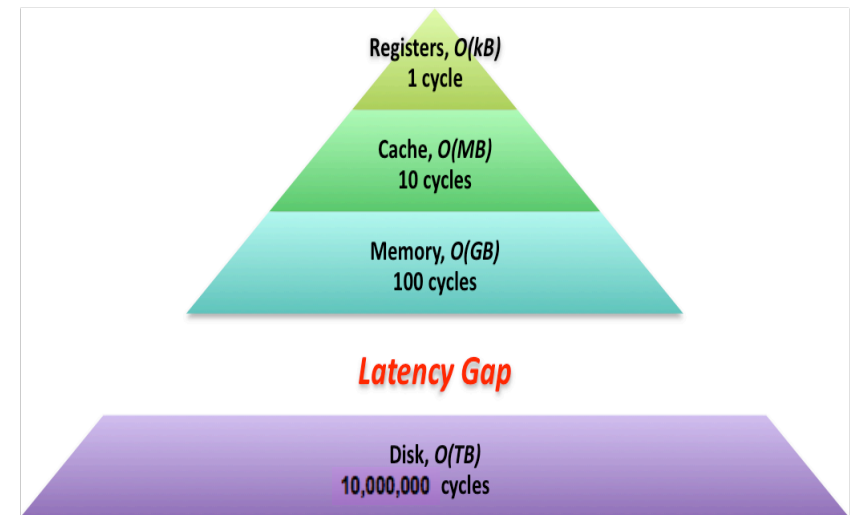 Registers, O(kB)
1 cycle
Cache, O(MB)
10 cycles
Memory, O(GB)
100 cycles
Latency Gap
Disk, O(TB)
10,000,000 cycles